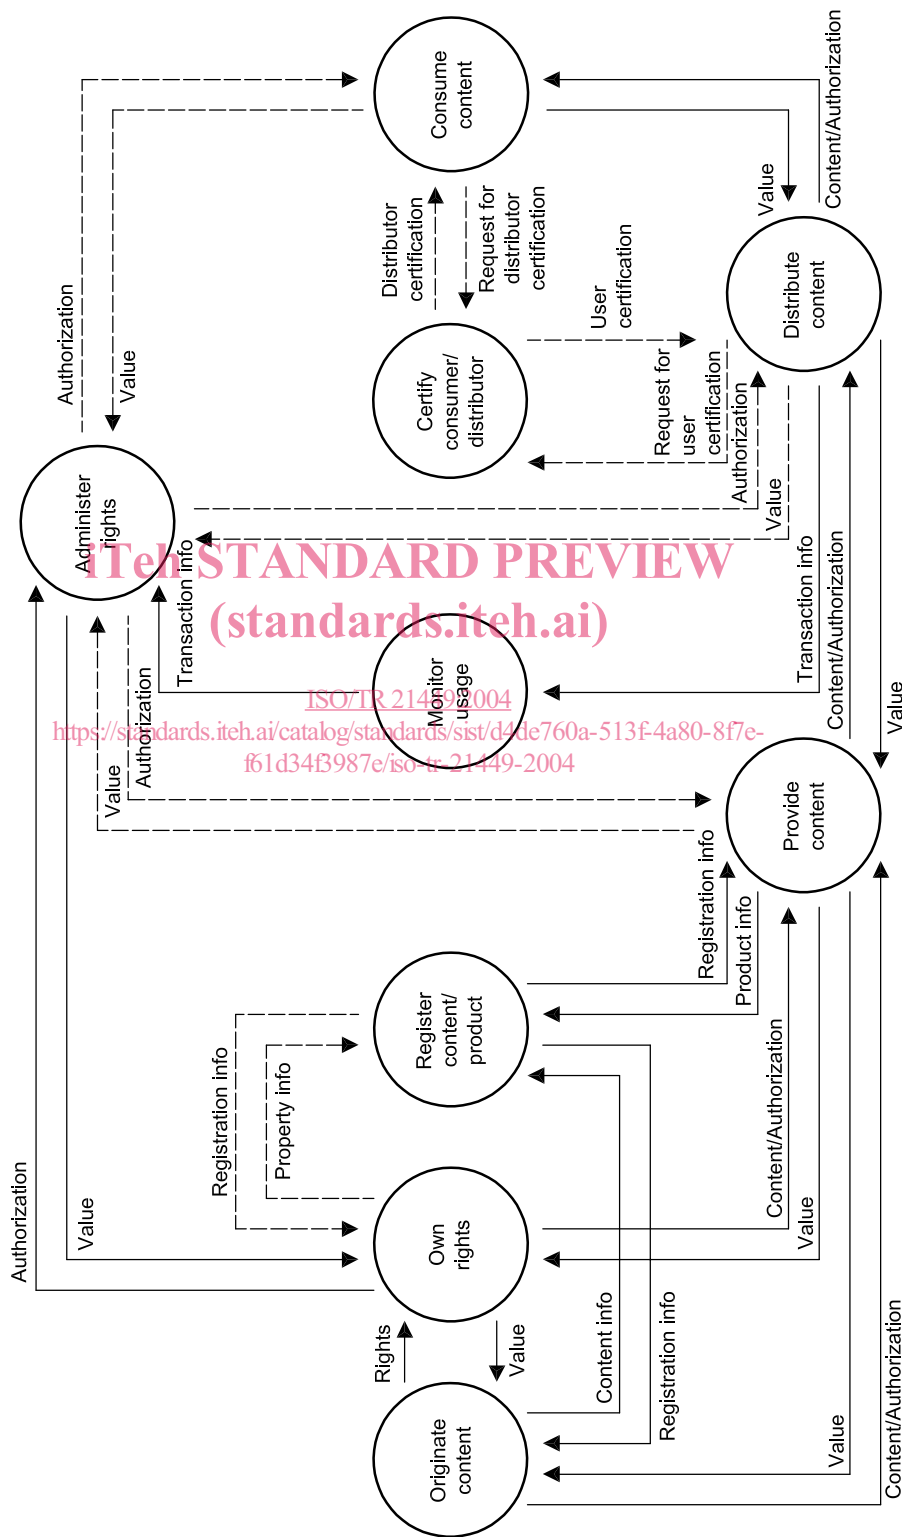 Authorization
Value
Administer
rights
Authorization
Value
Transaction info
Value
Authorization
Registration info
Property info
Originate
content
Rights
Value
Own
rights
Register
content/
product
Monitor
usage
Certify
consumer/
distributor
Distributor
certification
Request for
distributor
certification
Consume
content
Content info
Registration info
Registration info
Product info
User
certification
Request for
user
certification
Authorization
Value
Content/Authorization
Value
Value
Content/Authorization
Provide
content
Transaction info
Content/Authorization
Value
Distribute
content
Value
Content/Authorization
iTeh STANDARD PREVIEW
(standards.iteh.ai)
ISO/TR 21449:2004
https://standards.iteh.ai/catalog/standards/sist/d4de760a-513f-4a80-8f7e-
f61d34f3987e/iso-tr-21449-2004